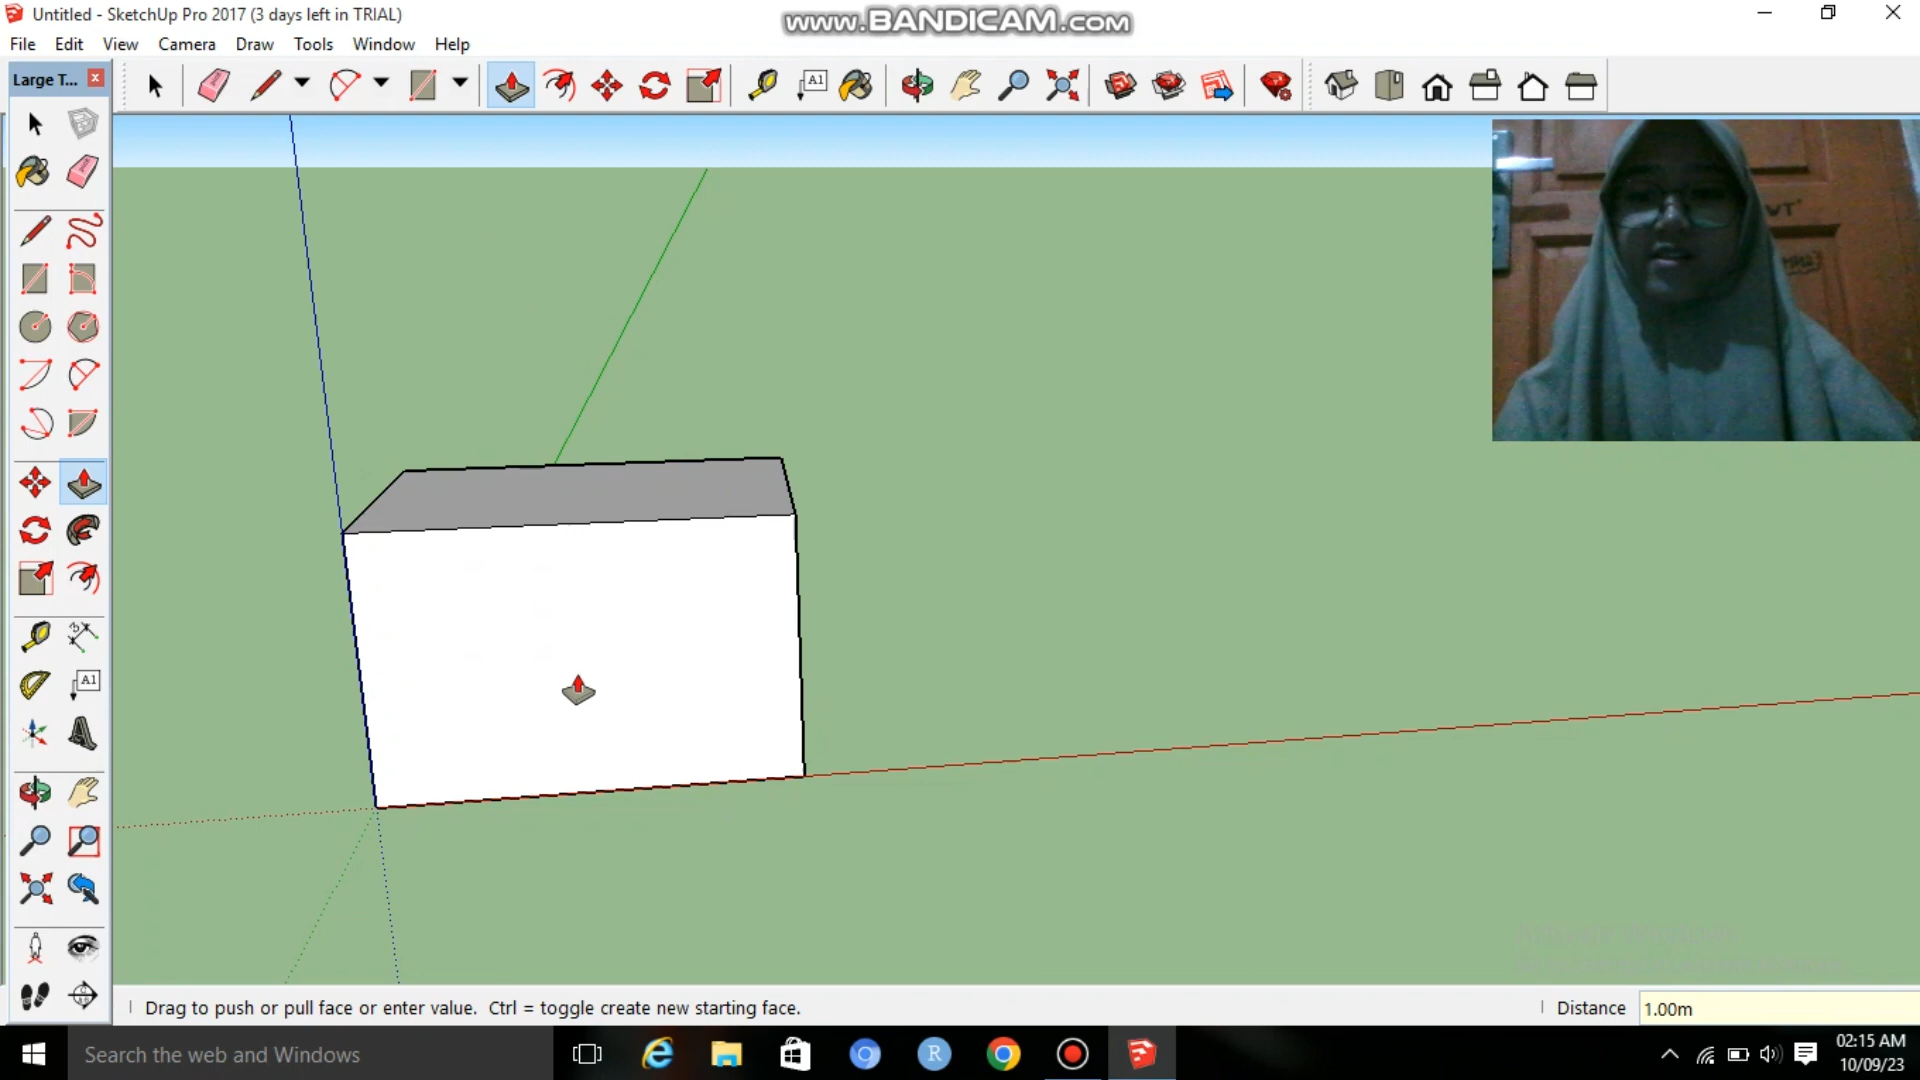 Untitled - SketchUp Pro 2017 (3 days left in TRIAL)
www.BANDICAM.com
File Edit View Camera Draw Tools Window Help
Large T...
A1
A1
Drag to push or pull face or enter value. Ctrl = toggle create new starting face.
Distance 1.00m
Search the web and Windows
R
02:15 AM
10/09/23